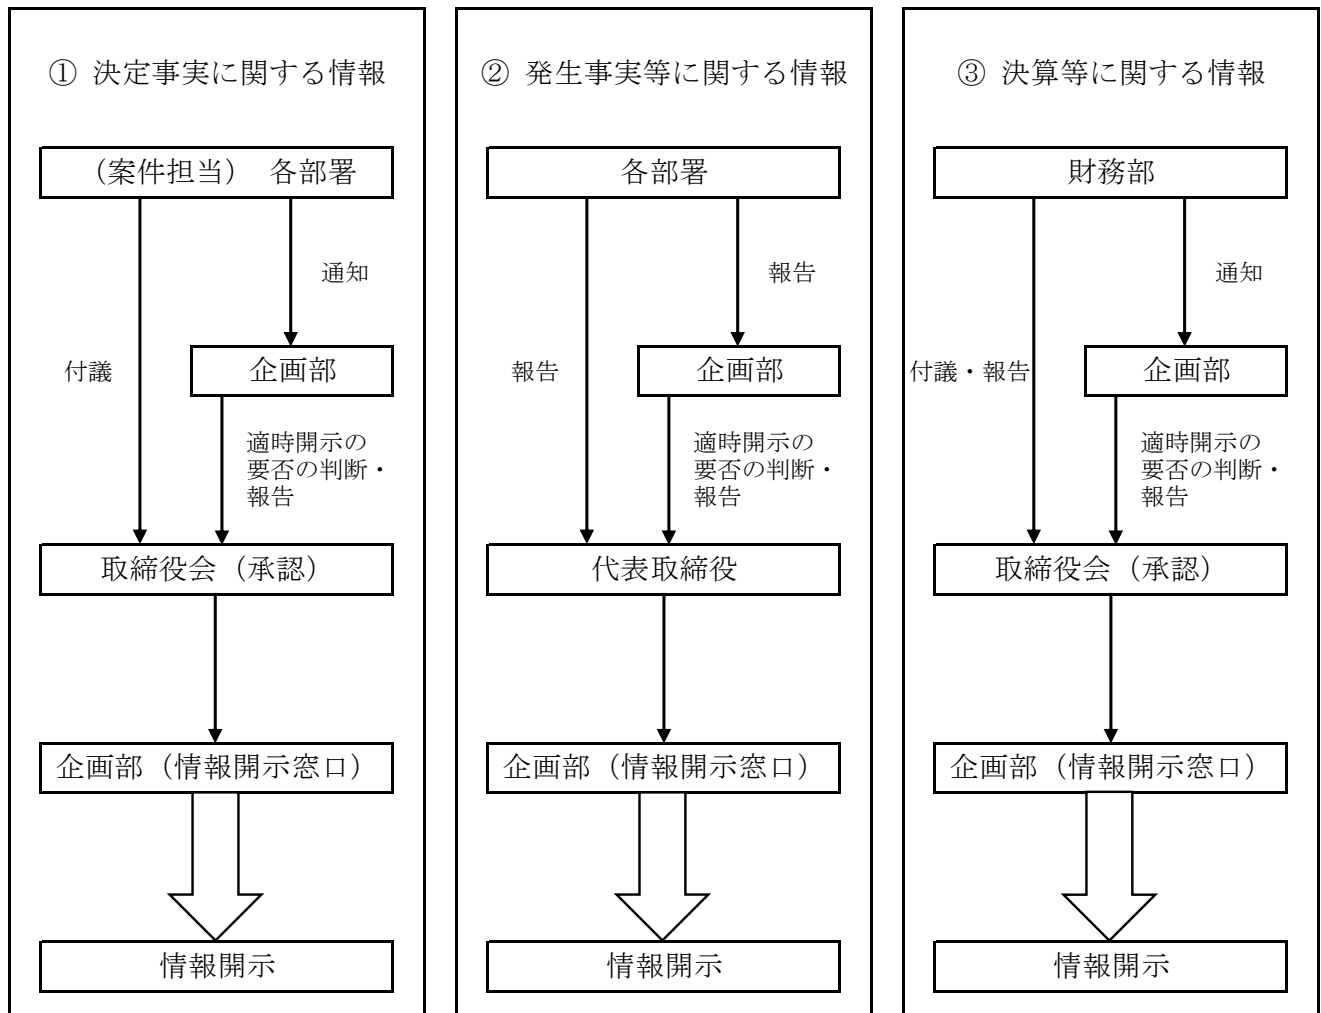 ① 決定事実に関する情報
(案件担当) 各部署
通知
付議
企画部
適時開示の
要否の判断・
報告
取締役会(承認)
企画部(情報開示窓口)
情報開示
② 発生事実等に関する情報
各部署
報告
報告
企画部
適時開示の
要否の判断・
報告
代表取締役
企画部(情報開示窓口)
情報開示
③ 決算等に関する情報
財務部
通知
付議・報告
企画部
適時開示の
要否の判断・
報告
取締役会(承認)
企画部(情報開示窓口)
情報開示